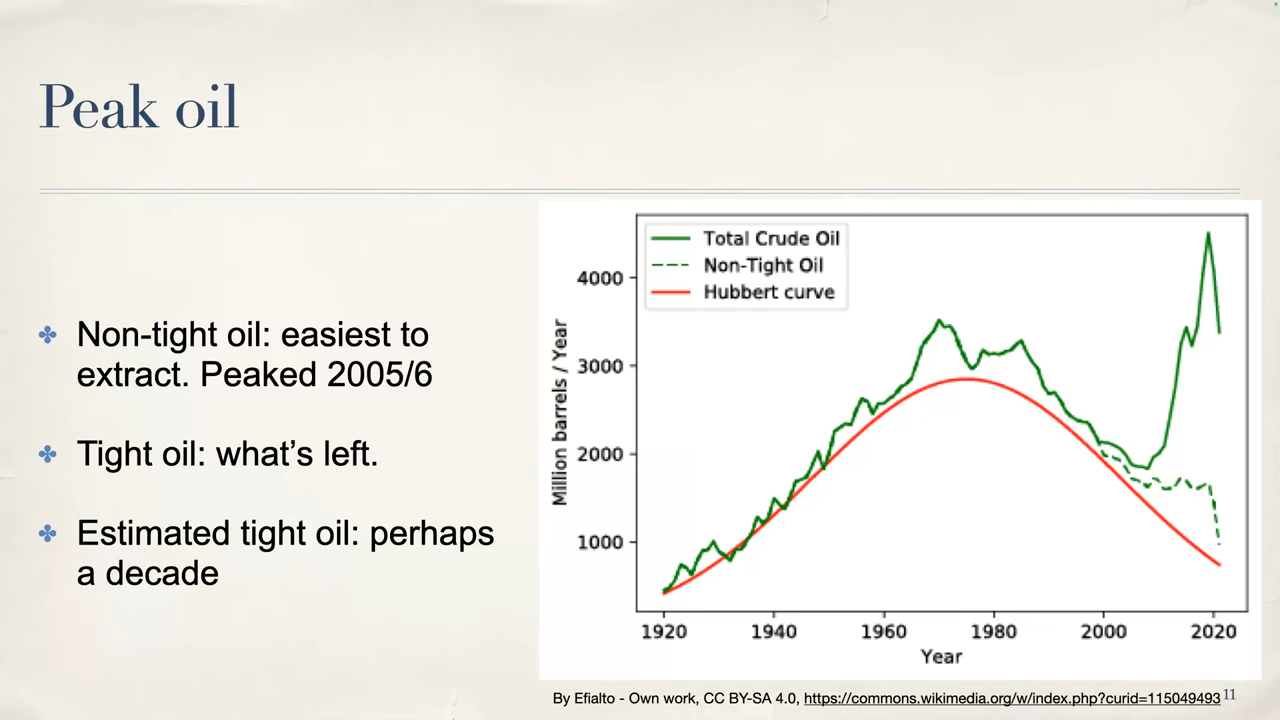 Peak oil
✤ Non-tight oil: easiest to
extract. Peaked 2005/6
✤ Tight oil: what’s left.
✤ Estimated tight oil: perhaps
a decade
Total Crude Oil
Non-Tight Oil
Hubbert curve
Million barrels / Year
4000
3000
2000
1000
1920 1940 1960 1980 2000 2020
Year
By Efialto - Own work, CC BY-SA 4.0, https://commons.wikimedia.org/w/index.php?curid=115049493
11